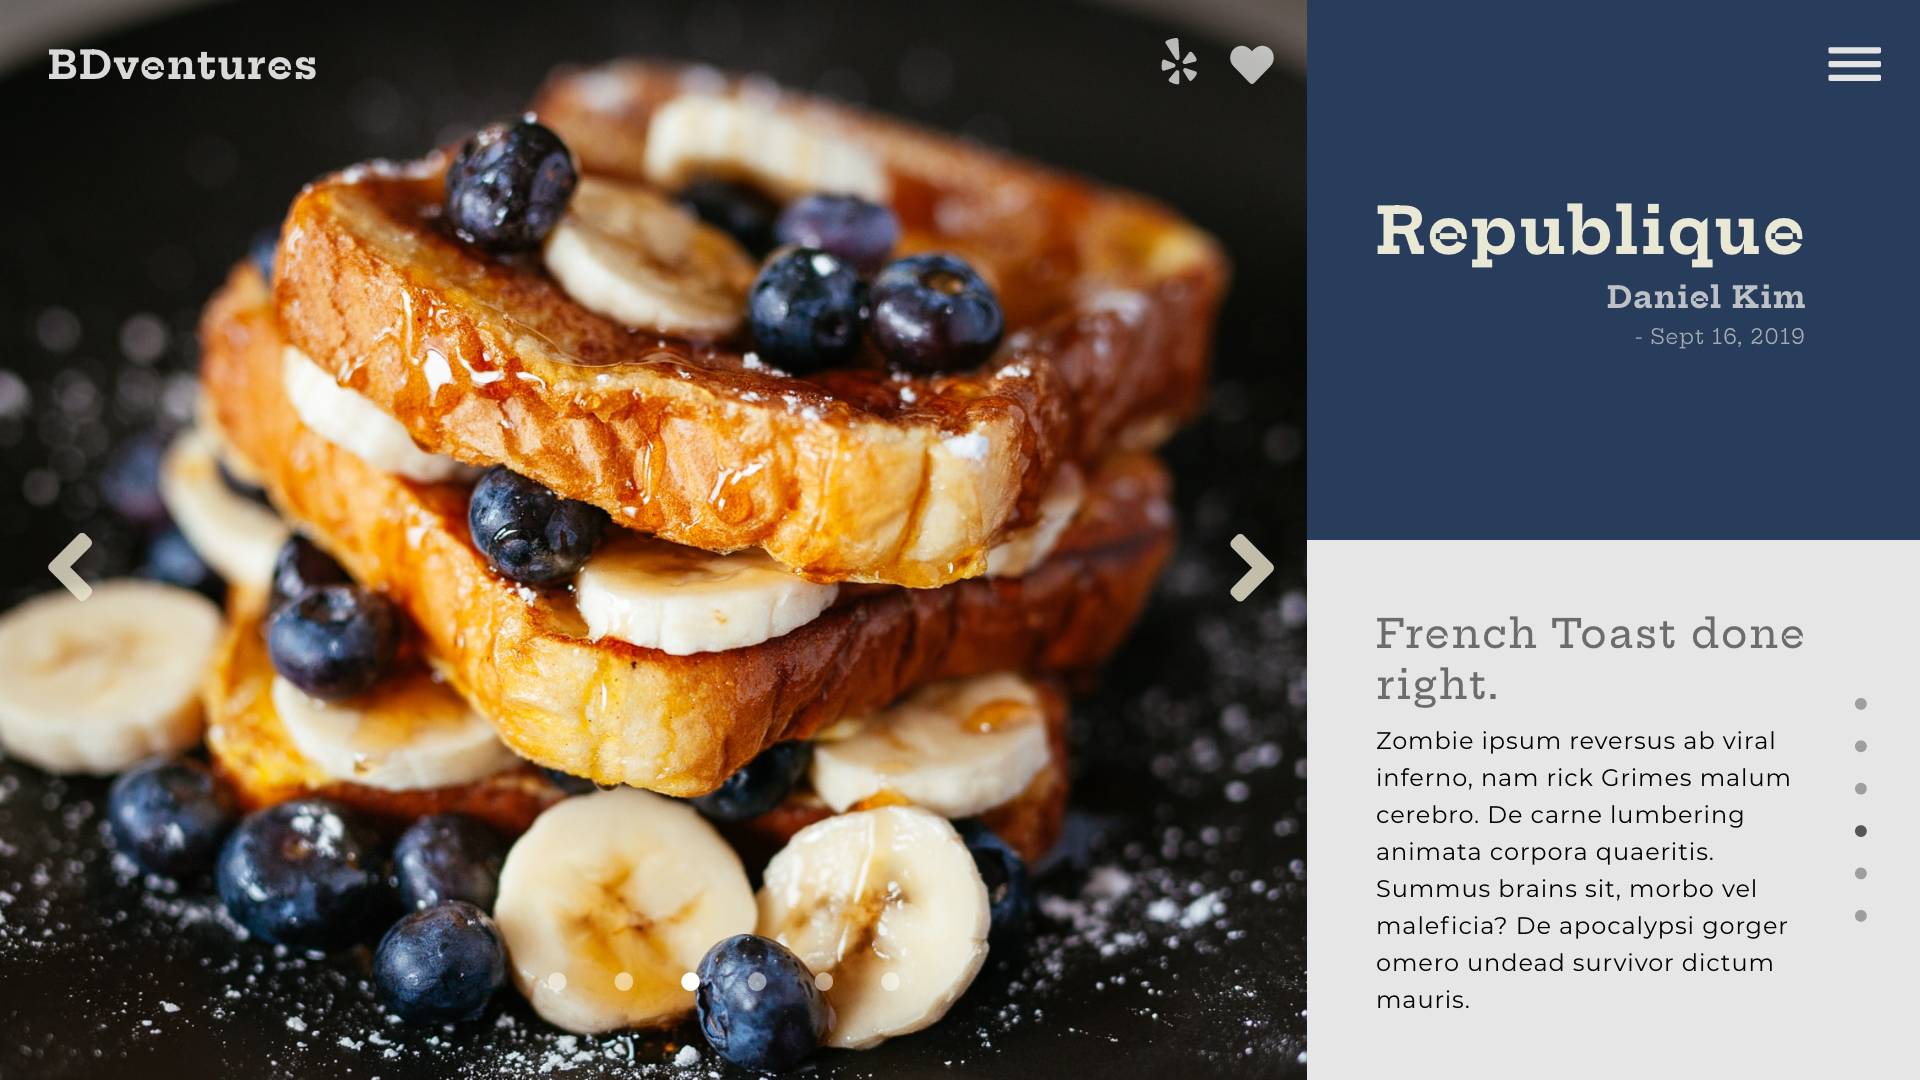 BDventures
Republique
Daniel Kim
- Sept 16, 2019
French Toast done
right.
Zombie ipsum reversus ab viral
inferno, nam rick Grimes malum
cerebro. De carne lumbering
animata corpora quaeritis.
Summus brains sit, morbo vel
maleficia? De apocalypsi gorger
omero undead survivor dictum
mauris.